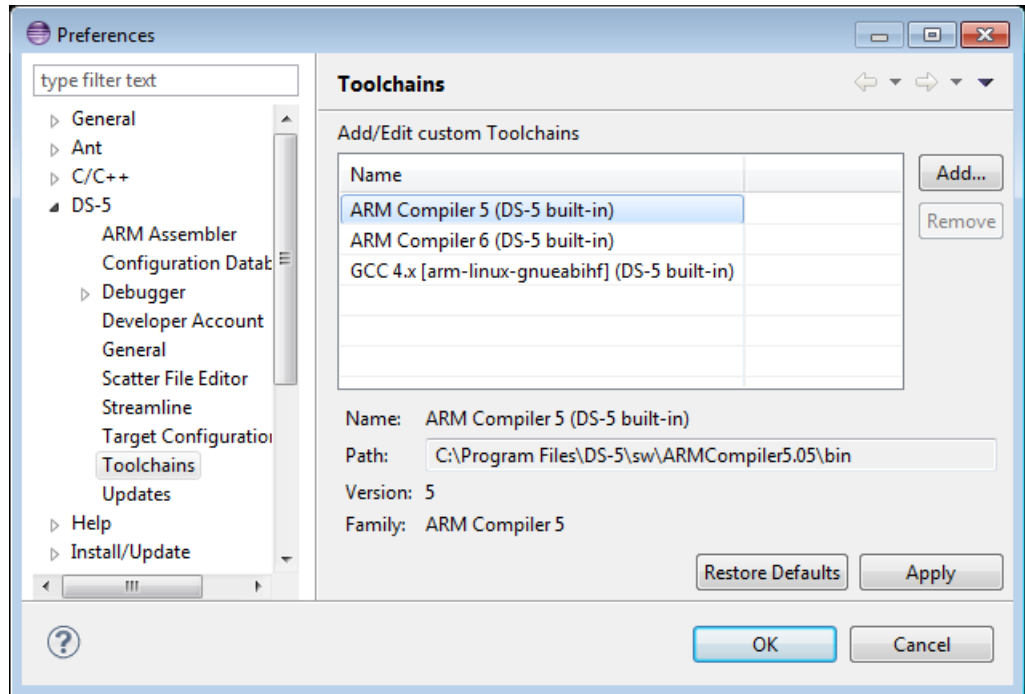 Preferences
type filter text
General
Ant
C/C++
DS-5
ARM Assembler
Configuration Datab
Debugger
Developer Account
General
Scatter File Editor
Streamline
Target Configuration
Toolchains
Updates
Help
Install/Update
Toolchains
Add/Edit custom Toolchains
Name
ARM Compiler 5 (DS-5 built-in)
ARM Compiler 6 (DS-5 built-in)
GCC 4.x [arm-linux-gnueabihf] (DS-5 built-in)
Add...
Remove
Name: ARM Compiler 5 (DS-5 built-in)
Path: C:\Program Files\DS-5\sw\ARMCompiler5.05\bin
Version: 5
Family: ARM Compiler 5
Restore Defaults
Apply
?
OK
Cancel